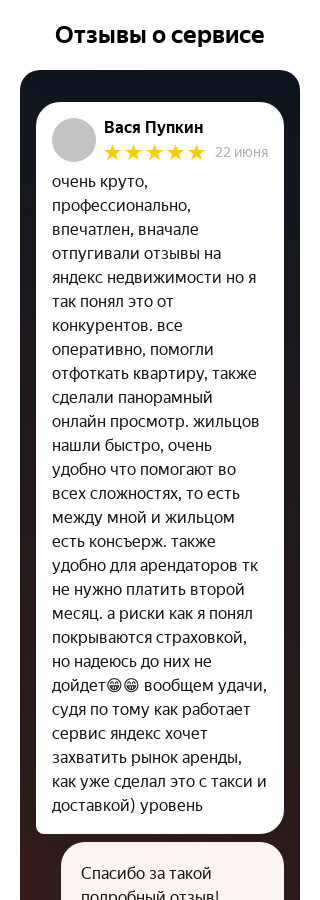 Отзывы о сервисе
Вася Пупкин
22 июня
очень круто,
профессионально,
впечатлен, вначале
отпугивали отзывы на
яндекс недвижимости но я
так понял это от
конкурентов. все
оперативно, помогли
отфоткать квартиру, также
сделали панорамный
онлайн просмотр. жильцов
нашли быстро, очень
удобно что помогают во
всех сложностях, то есть
между мной и жильцом
есть консъерж. также
удобно для арендаторов тк
не нужно платить второй
месяц. а риски как я понял
покрываются страховкой,
но надеюсь до них не
дойдет😁😁 вообщем удачи,
судя по тому как работает
сервис яндекс хочет
захватить рынок аренды,
как уже сделал это с такси и
доставкой) уровень
Спасибо за такой
подробный отзыв!